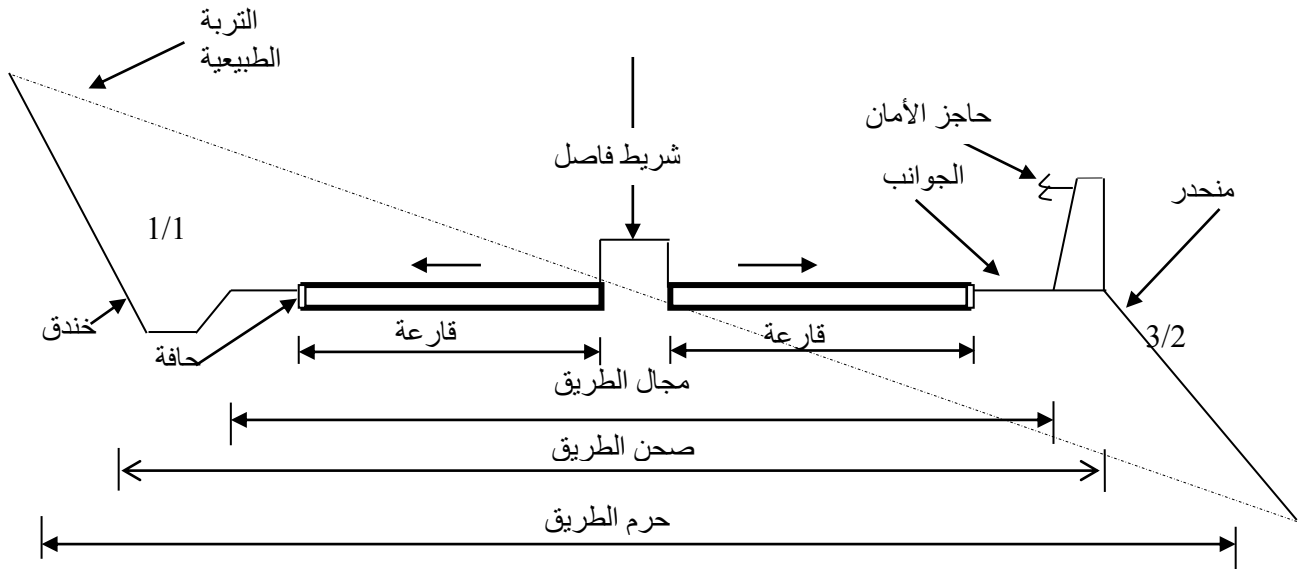 التربة
الطبيعية
حاجز الأمان
شريط فاصل
الجوانب
منحدر
1/1
خندق
حافة
قارعة
قارعة
3/2
مجال الطريق
صحن الطريق
حرم الطريق